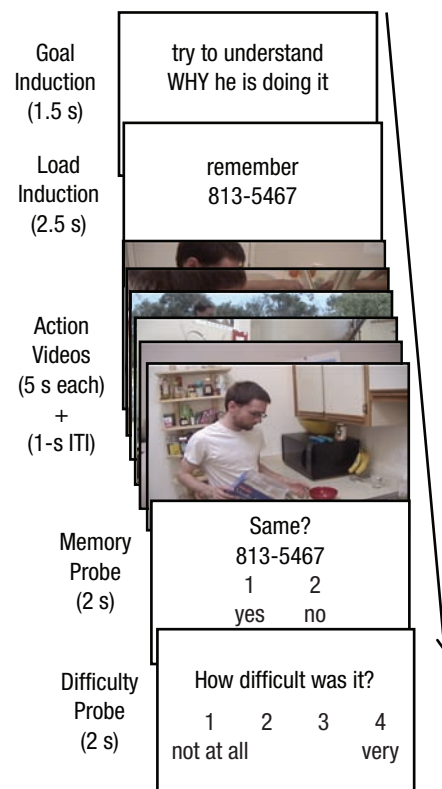 Goal
Induction
(1.5 s)
try to understand
WHY he is doing it
Load
Induction
(2.5 s)
remember
813-5467
Action
Videos
(5 s each)
+
(1-s ITI)
Memory
Probe
(2 s)
Same?
813-5467
1 2
yes no
Difficulty
Probe
(2 s)
How difficult was it?
1 2 3 4
not at all very